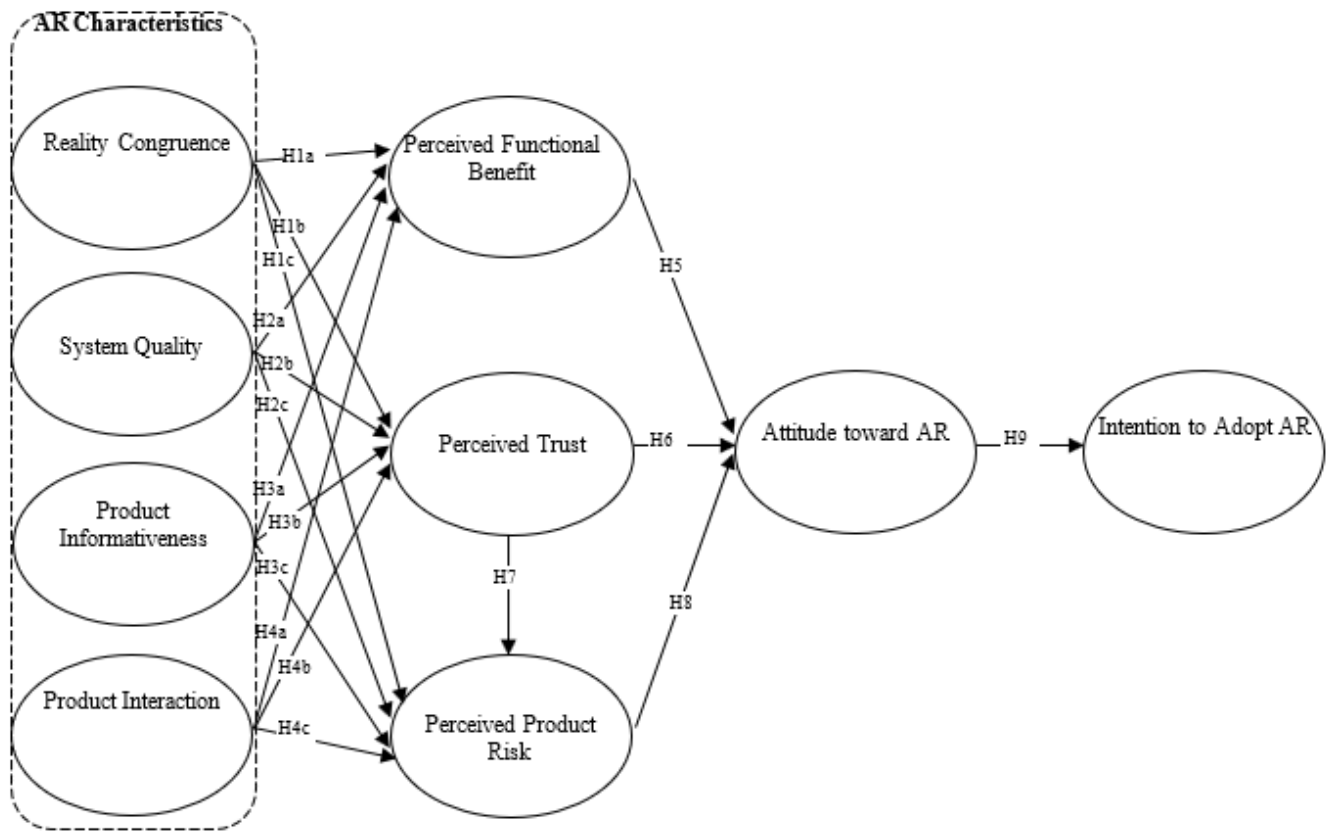 AR Characteristics
Reality Congruence
System Quality
Product
Informativeness
Product Interaction
H1a
H1b
H1c
H2a
H2b
H2c
H3a
H3b
H3c
H4a
H4b
H4c
Perceived Functional
Benefit
Perceived Trust
H7
Perceived Product
Risk
H5
H6
H8
Attitude toward AR
H9
Intention to Adopt AR